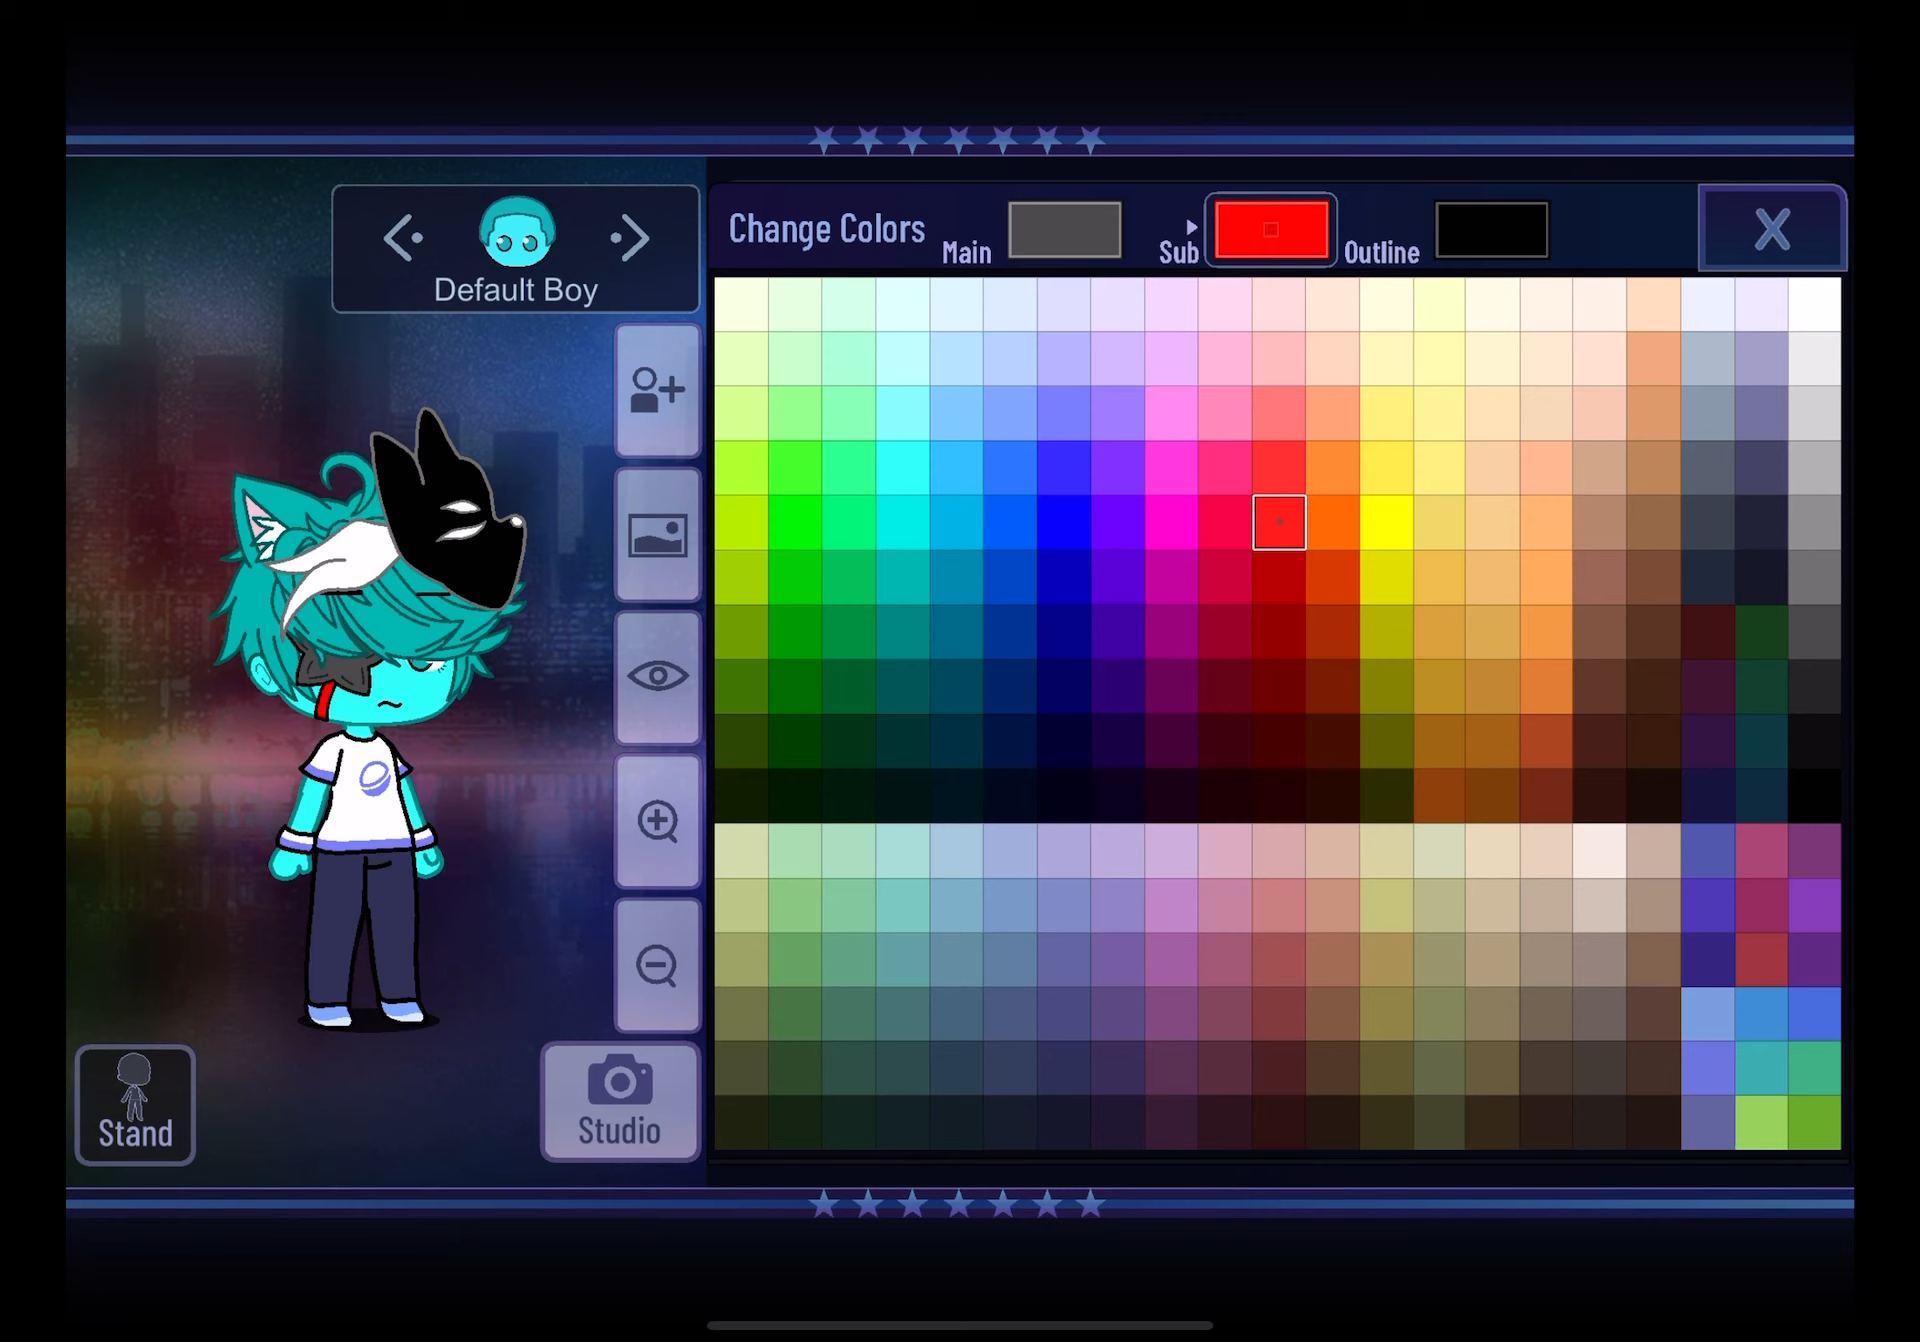 Default Boy
Change Colors
Main
Sub
Outline
X
Stand
Studio